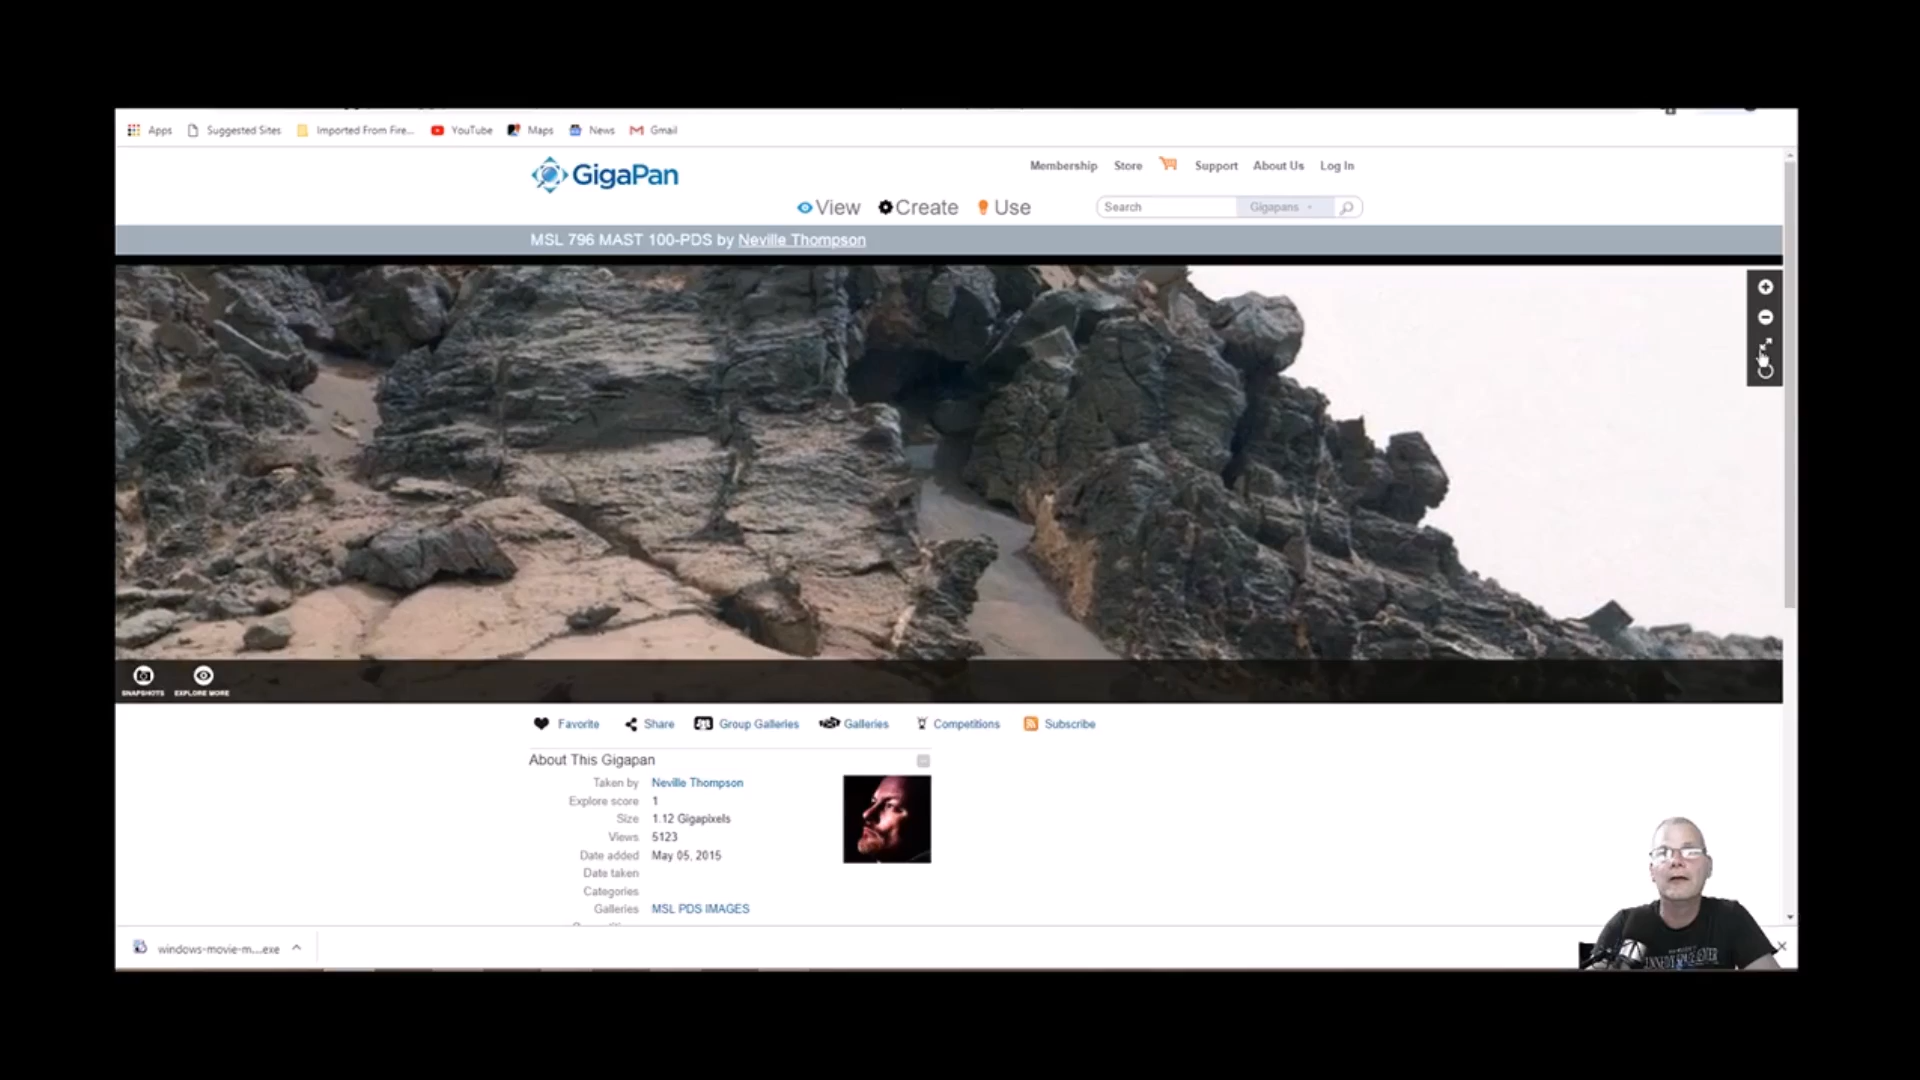 Apps Suggested Sites Imported From Fire... YouTube Maps News Gmail
GigaPan
Membership Store Support About Us Log In
View Create Use
Search Gigapans
MSL 796 MAST 100-PDS by Neville Thompson
SNAPSHOTS EXPLORE MORE
Favorite Share Group Galleries Galleries Competitions Subscribe
About This Gigapan
Taken by Neville Thompson
Explore score 1
Size 1.12 Gigapixels
Views 5123
Date added May 05, 2015
Date taken
Categories
Galleries MSL PDS IMAGES
windows-movie-m....exe